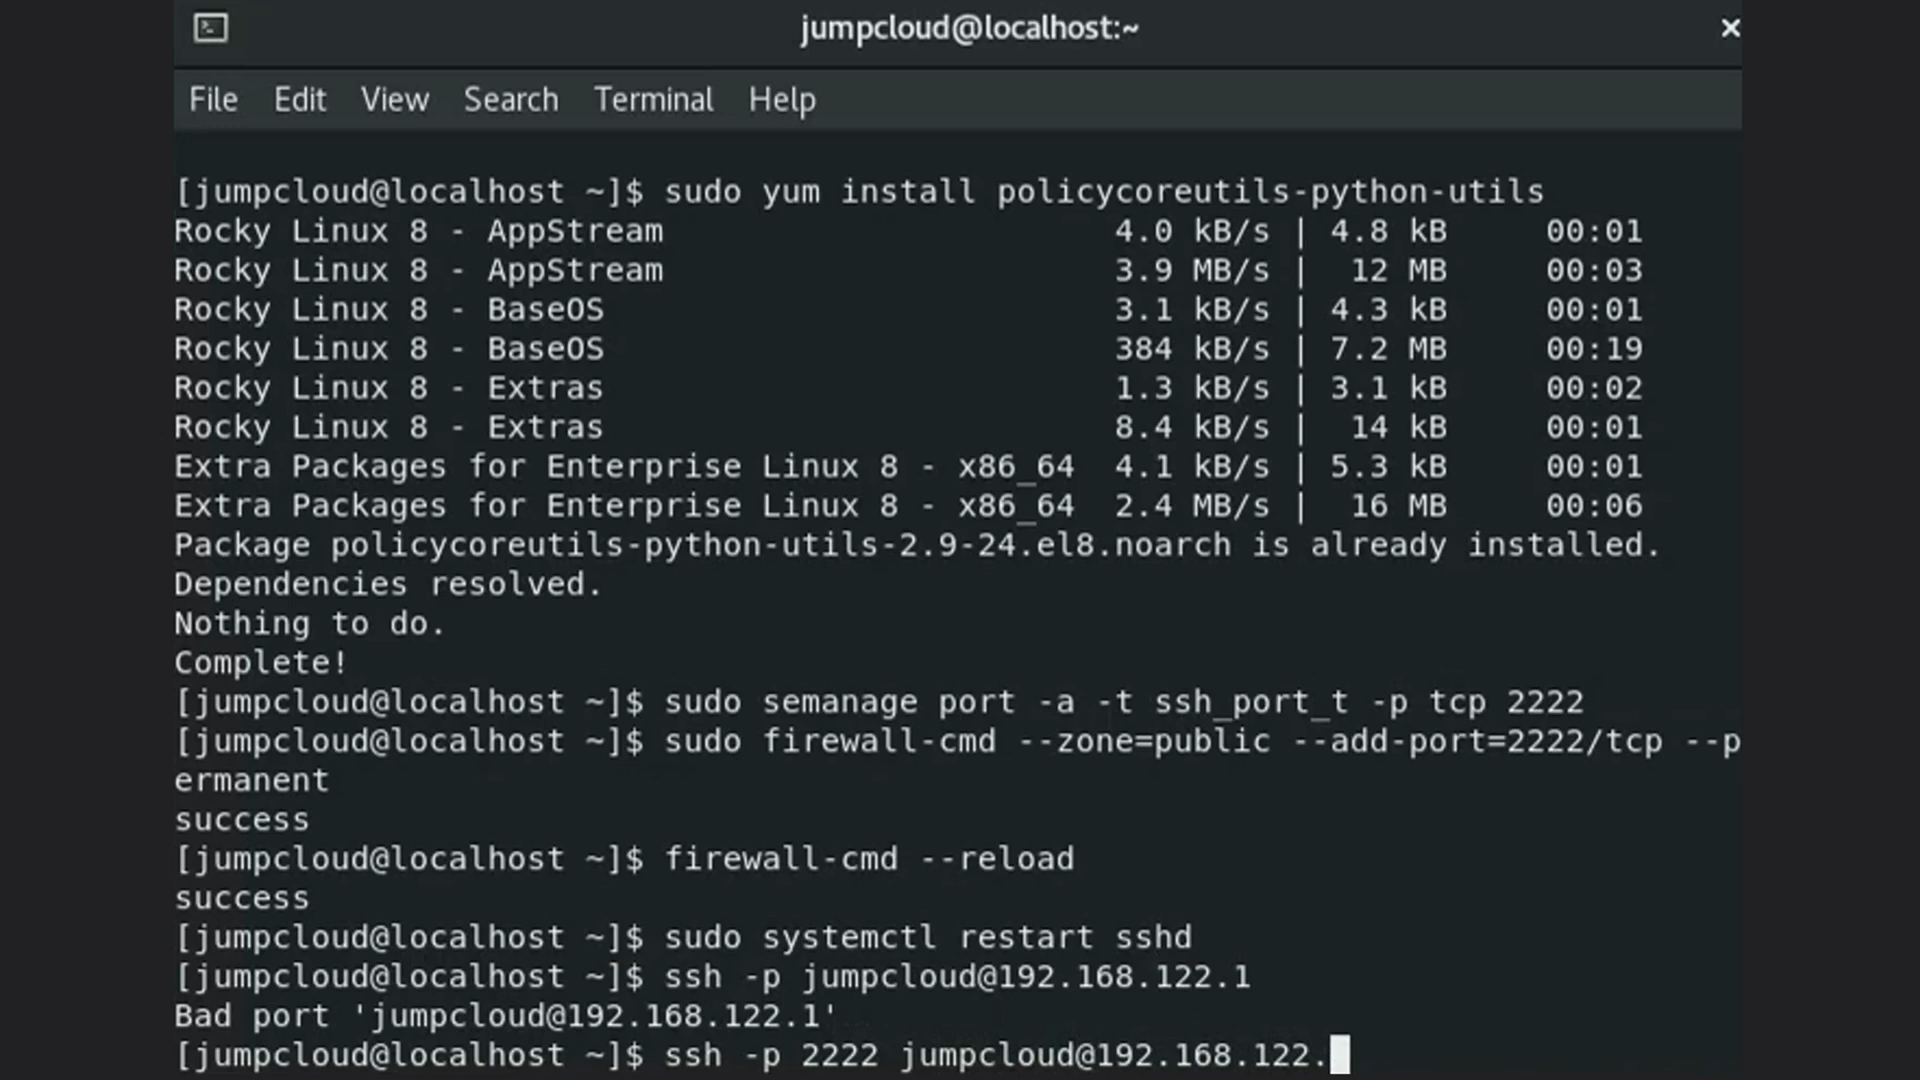 jumpcloud@localhost:~ ×
File Edit View Search Terminal Help
[jumpcloud@localhost ~]$ sudo yum install policycoreutils-python-utils
Rocky Linux 8 - AppStream 4.0 kB/s | 4.8 kB 00:01
Rocky Linux 8 - AppStream 3.9 MB/s | 12 MB 00:03
Rocky Linux 8 - BaseOS 3.1 kB/s | 4.3 kB 00:01
Rocky Linux 8 - BaseOS 384 kB/s | 7.2 MB 00:19
Rocky Linux 8 - Extras 1.3 kB/s | 3.1 kB 00:02
Rocky Linux 8 - Extras 8.4 kB/s | 14 kB 00:01
Extra Packages for Enterprise Linux 8 - x86_64 4.1 kB/s | 5.3 kB 00:01
Extra Packages for Enterprise Linux 8 - x86_64 2.4 MB/s | 16 MB 00:06
Package policycoreutils-python-utils-2.9-24.el8.noarch is already installed.
Dependencies resolved.
Nothing to do.
Complete!
[jumpcloud@localhost ~]$ sudo semanage port -a -t ssh_port_t -p tcp 2222
[jumpcloud@localhost ~]$ sudo firewall-cmd --zone=public --add-port=2222/tcp --p
ermanent
success
[jumpcloud@localhost ~]$ firewall-cmd --reload
success
[jumpcloud@localhost ~]$ sudo systemctl restart sshd
[jumpcloud@localhost ~]$ ssh -p jumpcloud@192.168.122.1
Bad port 'jumpcloud@192.168.122.1'
[jumpcloud@localhost ~]$ ssh -p 2222 jumpcloud@192.168.122.